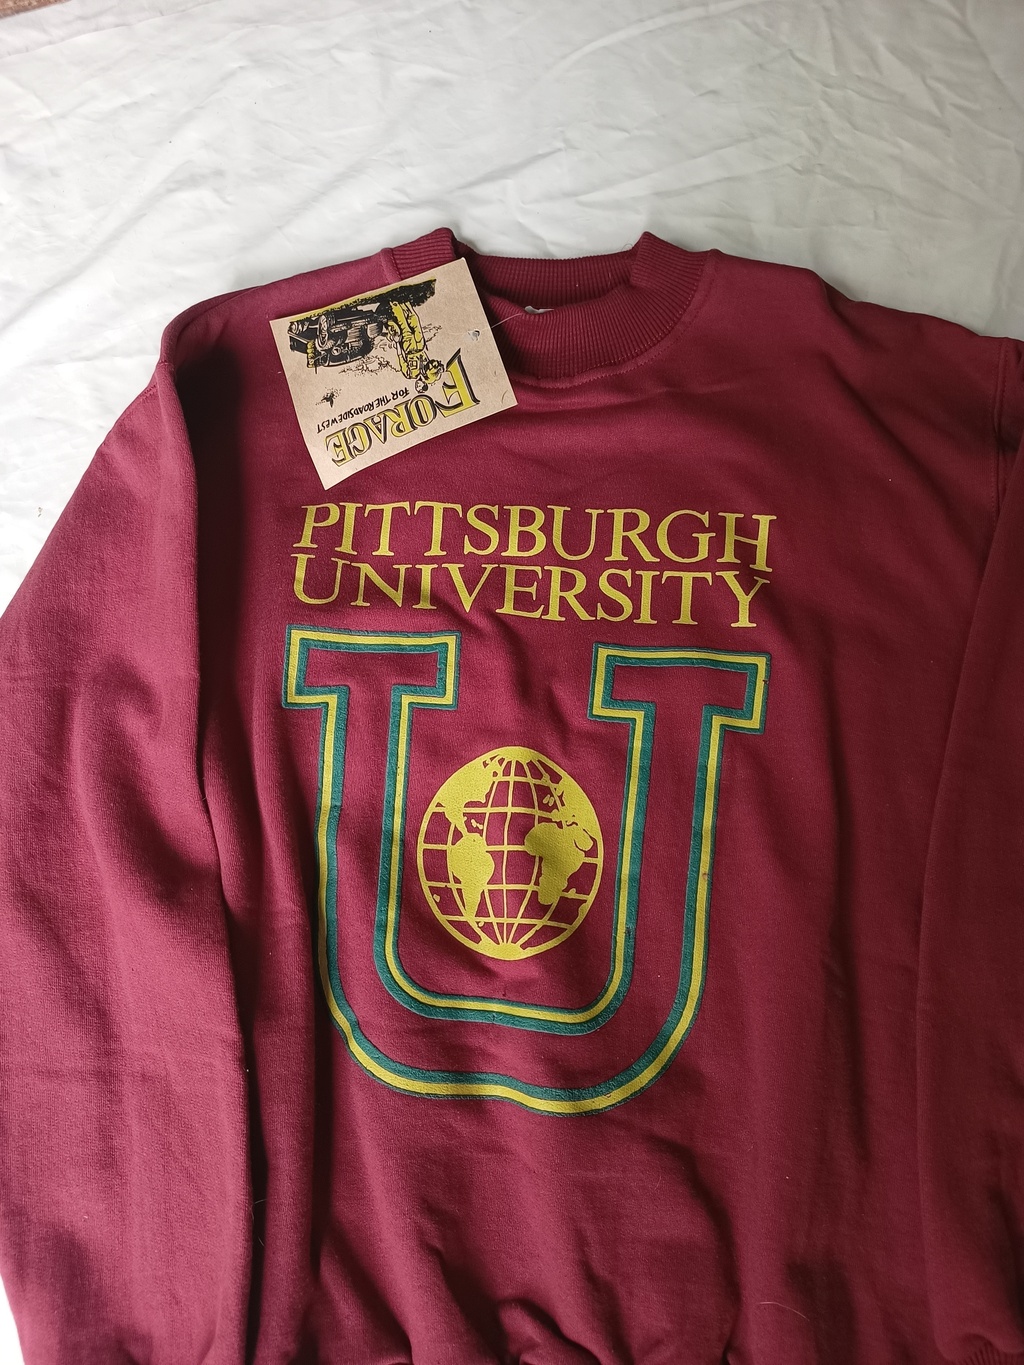 FORAGE
FOR THE ROADSIDE WEST
PITTSBURGH
UNIVERSITY
U